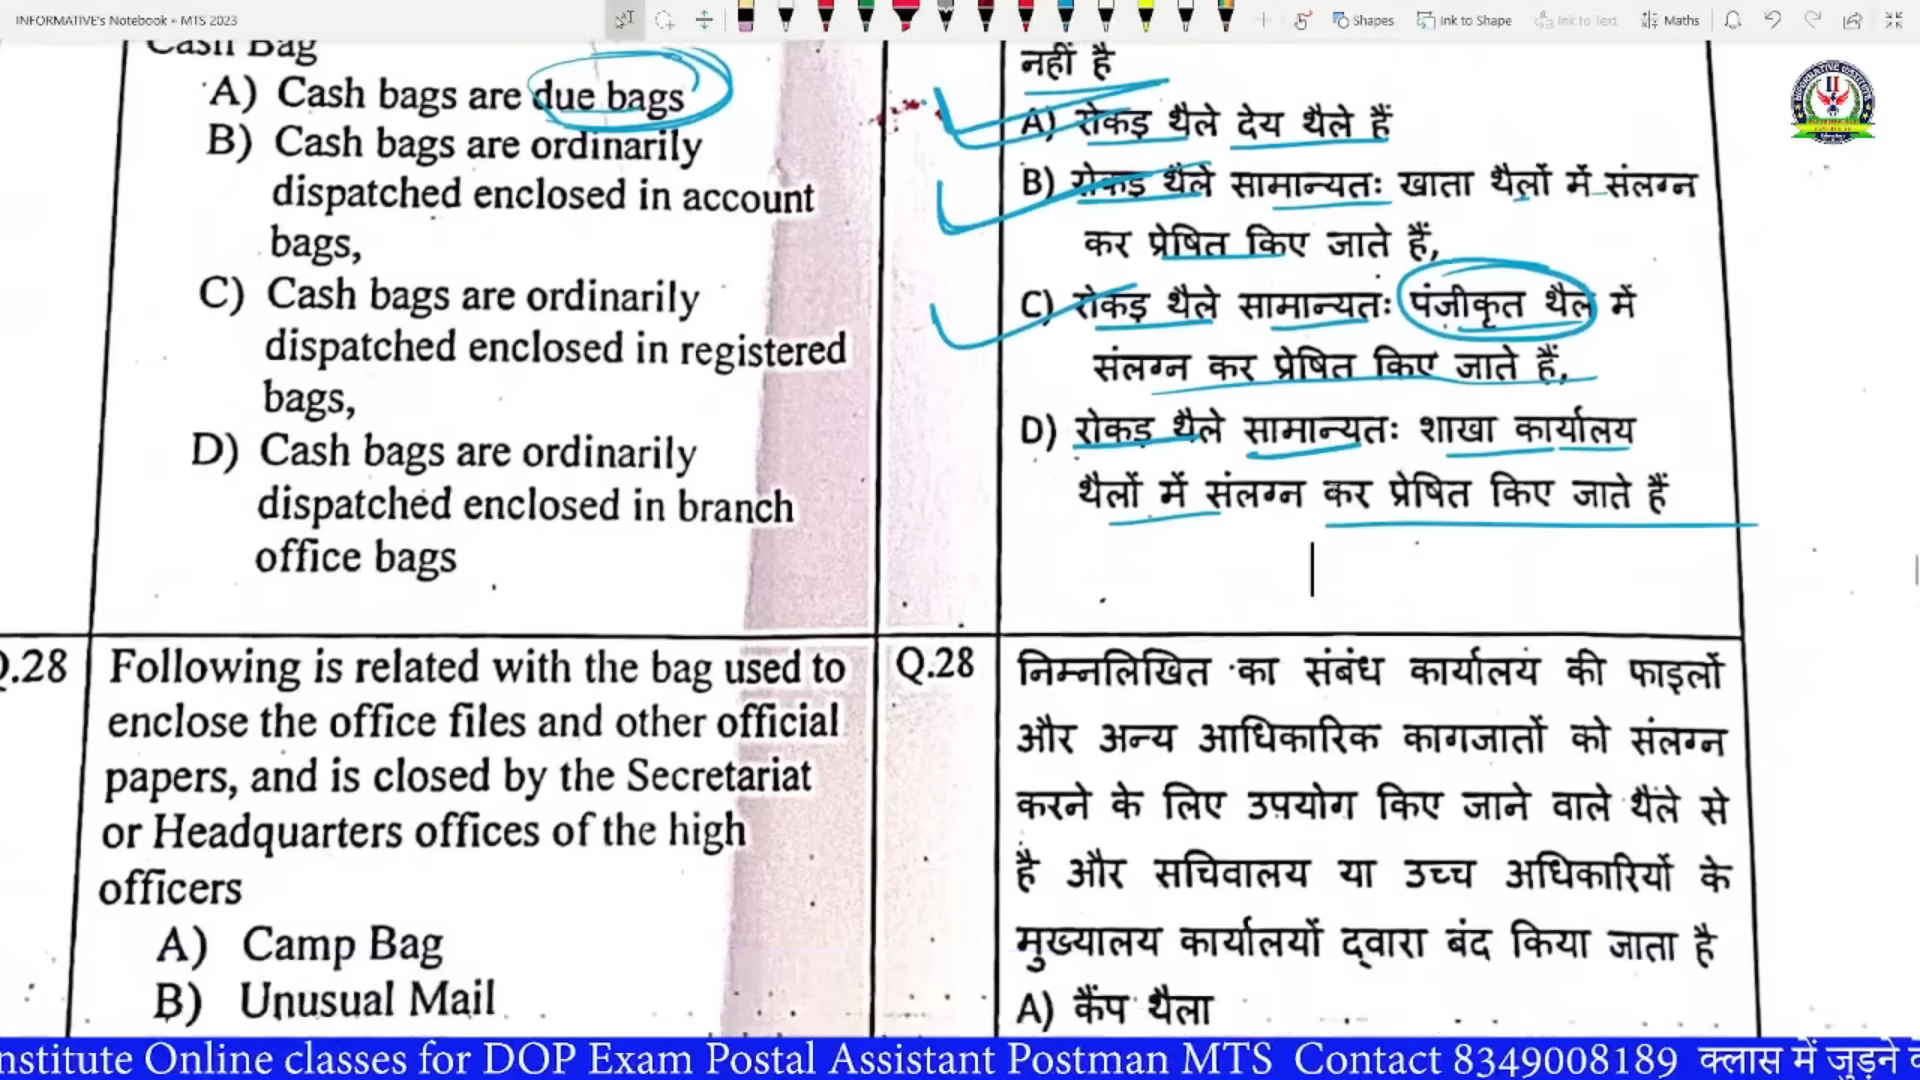 INFORMATIVE's Notebook » MTS 2023
Shapes
Ink to Shape
Ink to Text
Maths
Cash Bag
A) Cash bags are due bags
B) Cash bags are ordinarily
dispatched enclosed in account
bags,
C) Cash bags are ordinarily
dispatched enclosed in registered
bags,
D) Cash bags are ordinarily
dispatched enclosed in branch
office bags
नहीं है
A) रोकड़ थैले देय थैले हैं
B) रोकड़ थैले सामान्यतः खाता थैलों में संलग्न
कर प्रेषित किए जाते हैं,
C) रोकड़ थैले सामान्यतः पंजीकृत थैले में
संलग्न कर प्रेषित किए जाते हैं,
D) रोकड़ थैले सामान्यतः शाखा कार्यालय
थैलों में संलग्न कर प्रेषित किए जाते हैं
Q.28
Following is related with the bag used to
enclose the office files and other official
papers, and is closed by the Secretariat
or Headquarters offices of the high
officers
A) Camp Bag
B) Unusual Mail
Q.28
निम्नलिखित का संबंध कार्यालय की फाइलों
और अन्य आधिकारिक कागजातों को संलग्न
करने के लिए उपयोग किए जाने वाले थैले से
है और सचिवालय या उच्च अधिकारियों के
मुख्यालय कार्यालयों द्वारा बंद किया जाता है
A) कैंप थैला
nstitute Online classes for DOP Exam Postal Assistant Postman MTS Contact 8349008189 क्लास में जुड़ने